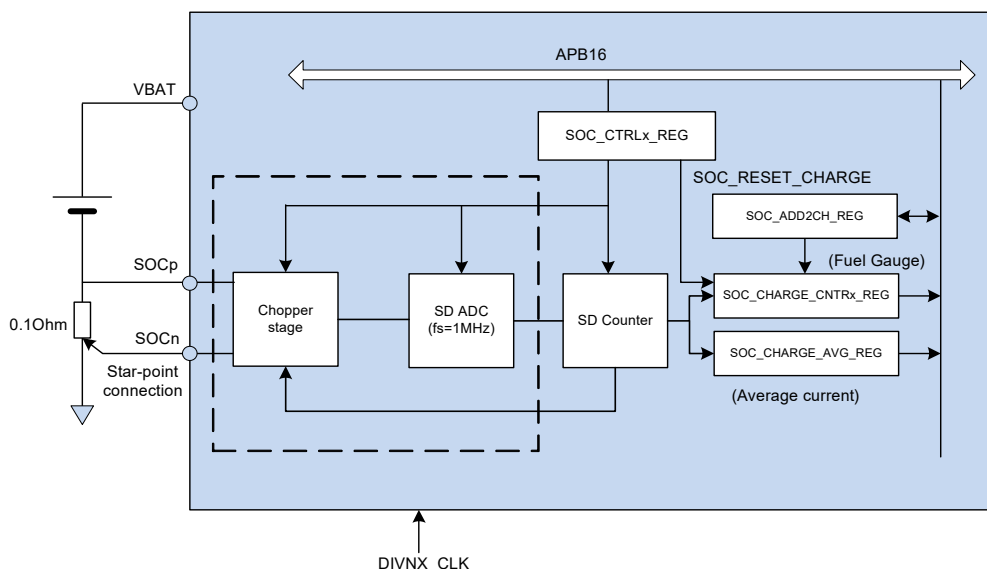 APB16
VBAT
SOC_CTRLx_REG
SOC_RESET_CHARGE
SOC_ADD2CH_REG
(Fuel Gauge)
SOCp
Chopper
stage
SD ADC
(fs=1MHz)
SD Counter
SOC_CHARGE_CNTRx_REG
0.1Ohm
SOCn
SOC_CHARGE_AVG_REG
Star-point
connection
(Average current)
DIVNX_CLK